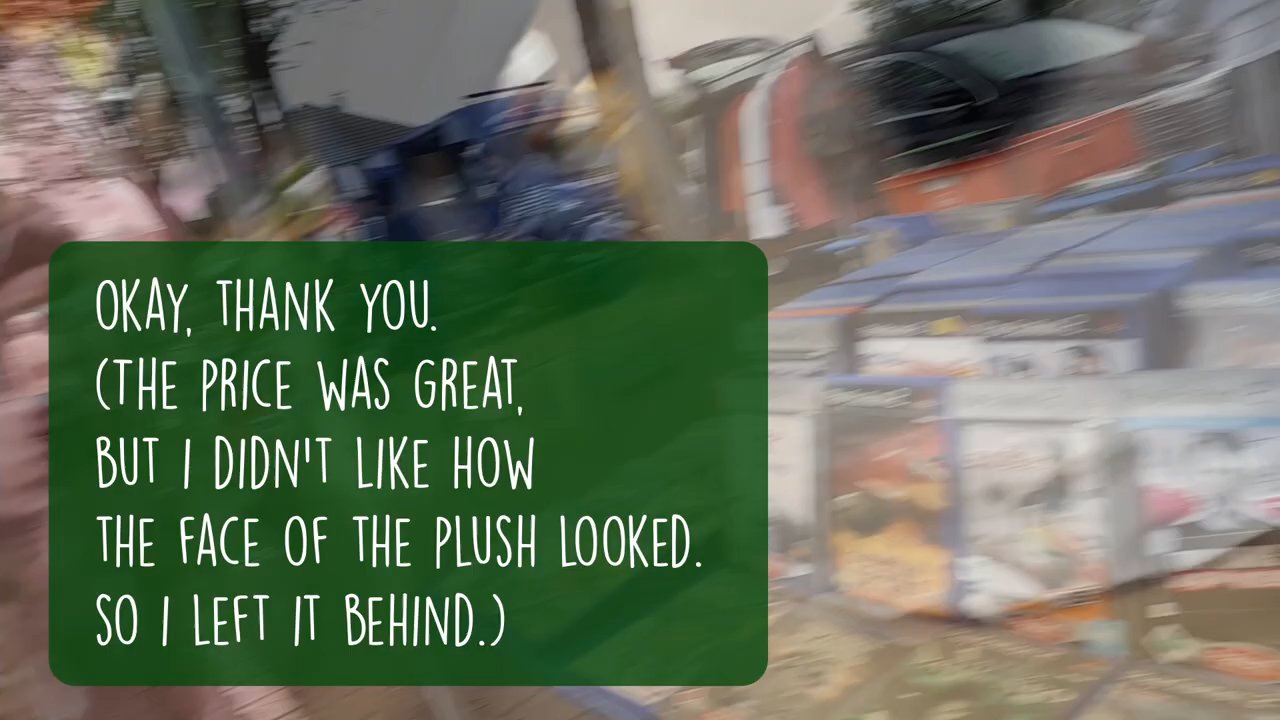 OKAY, THANK YOU.
(THE PRICE WAS GREAT,
BUT I DIDN'T LIKE HOW
THE FACE OF THE PLUSH LOOKED.
SO I LEFT IT BEHIND.)